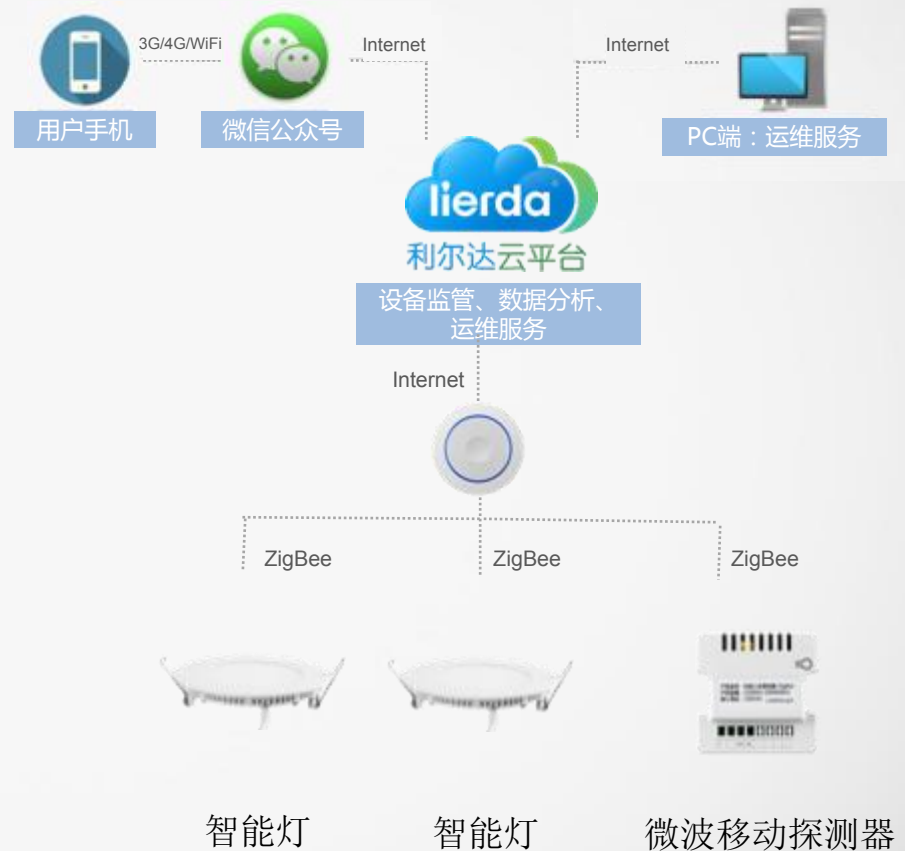 3G/4G/WiFi
Internet
Internet
用户手机
微信公众号
PC端：运维服务
lierda
利尔达云平台
设备监管、数据分析、
运维服务
Internet
ZigBee
ZigBee
ZigBee
智能灯
智能灯
微波移动探测器